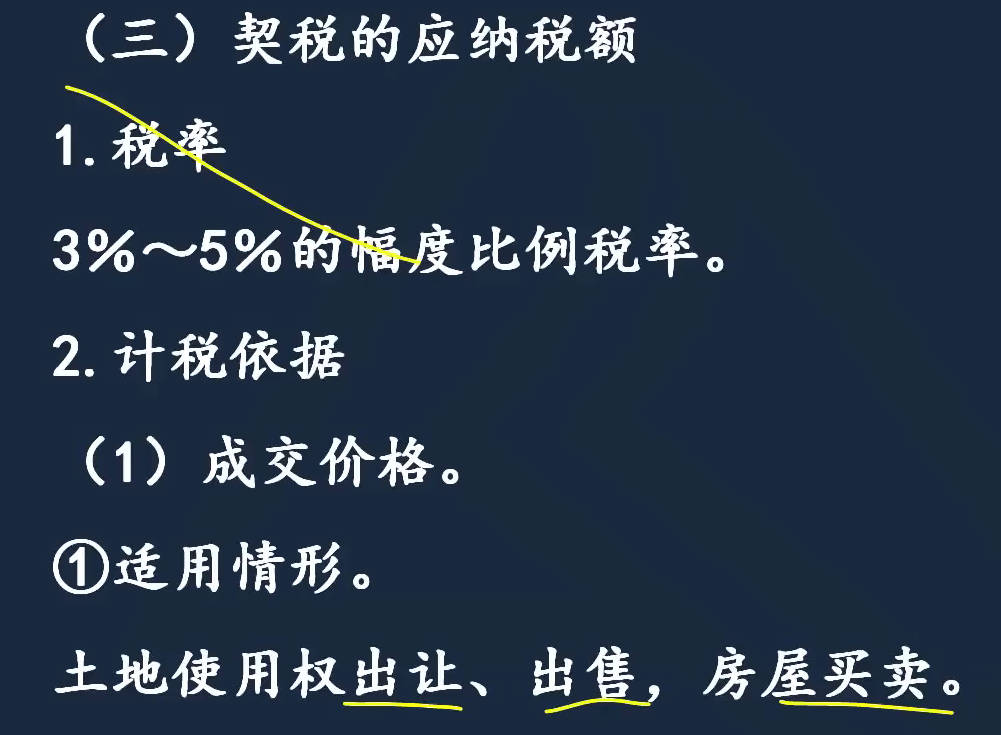 （三）契税的应纳税额
1.税率
3%～5%的幅度比例税率。
2.计税依据
（1）成交价格。
①适用情形。
土地使用权出让、出售，房屋买卖。